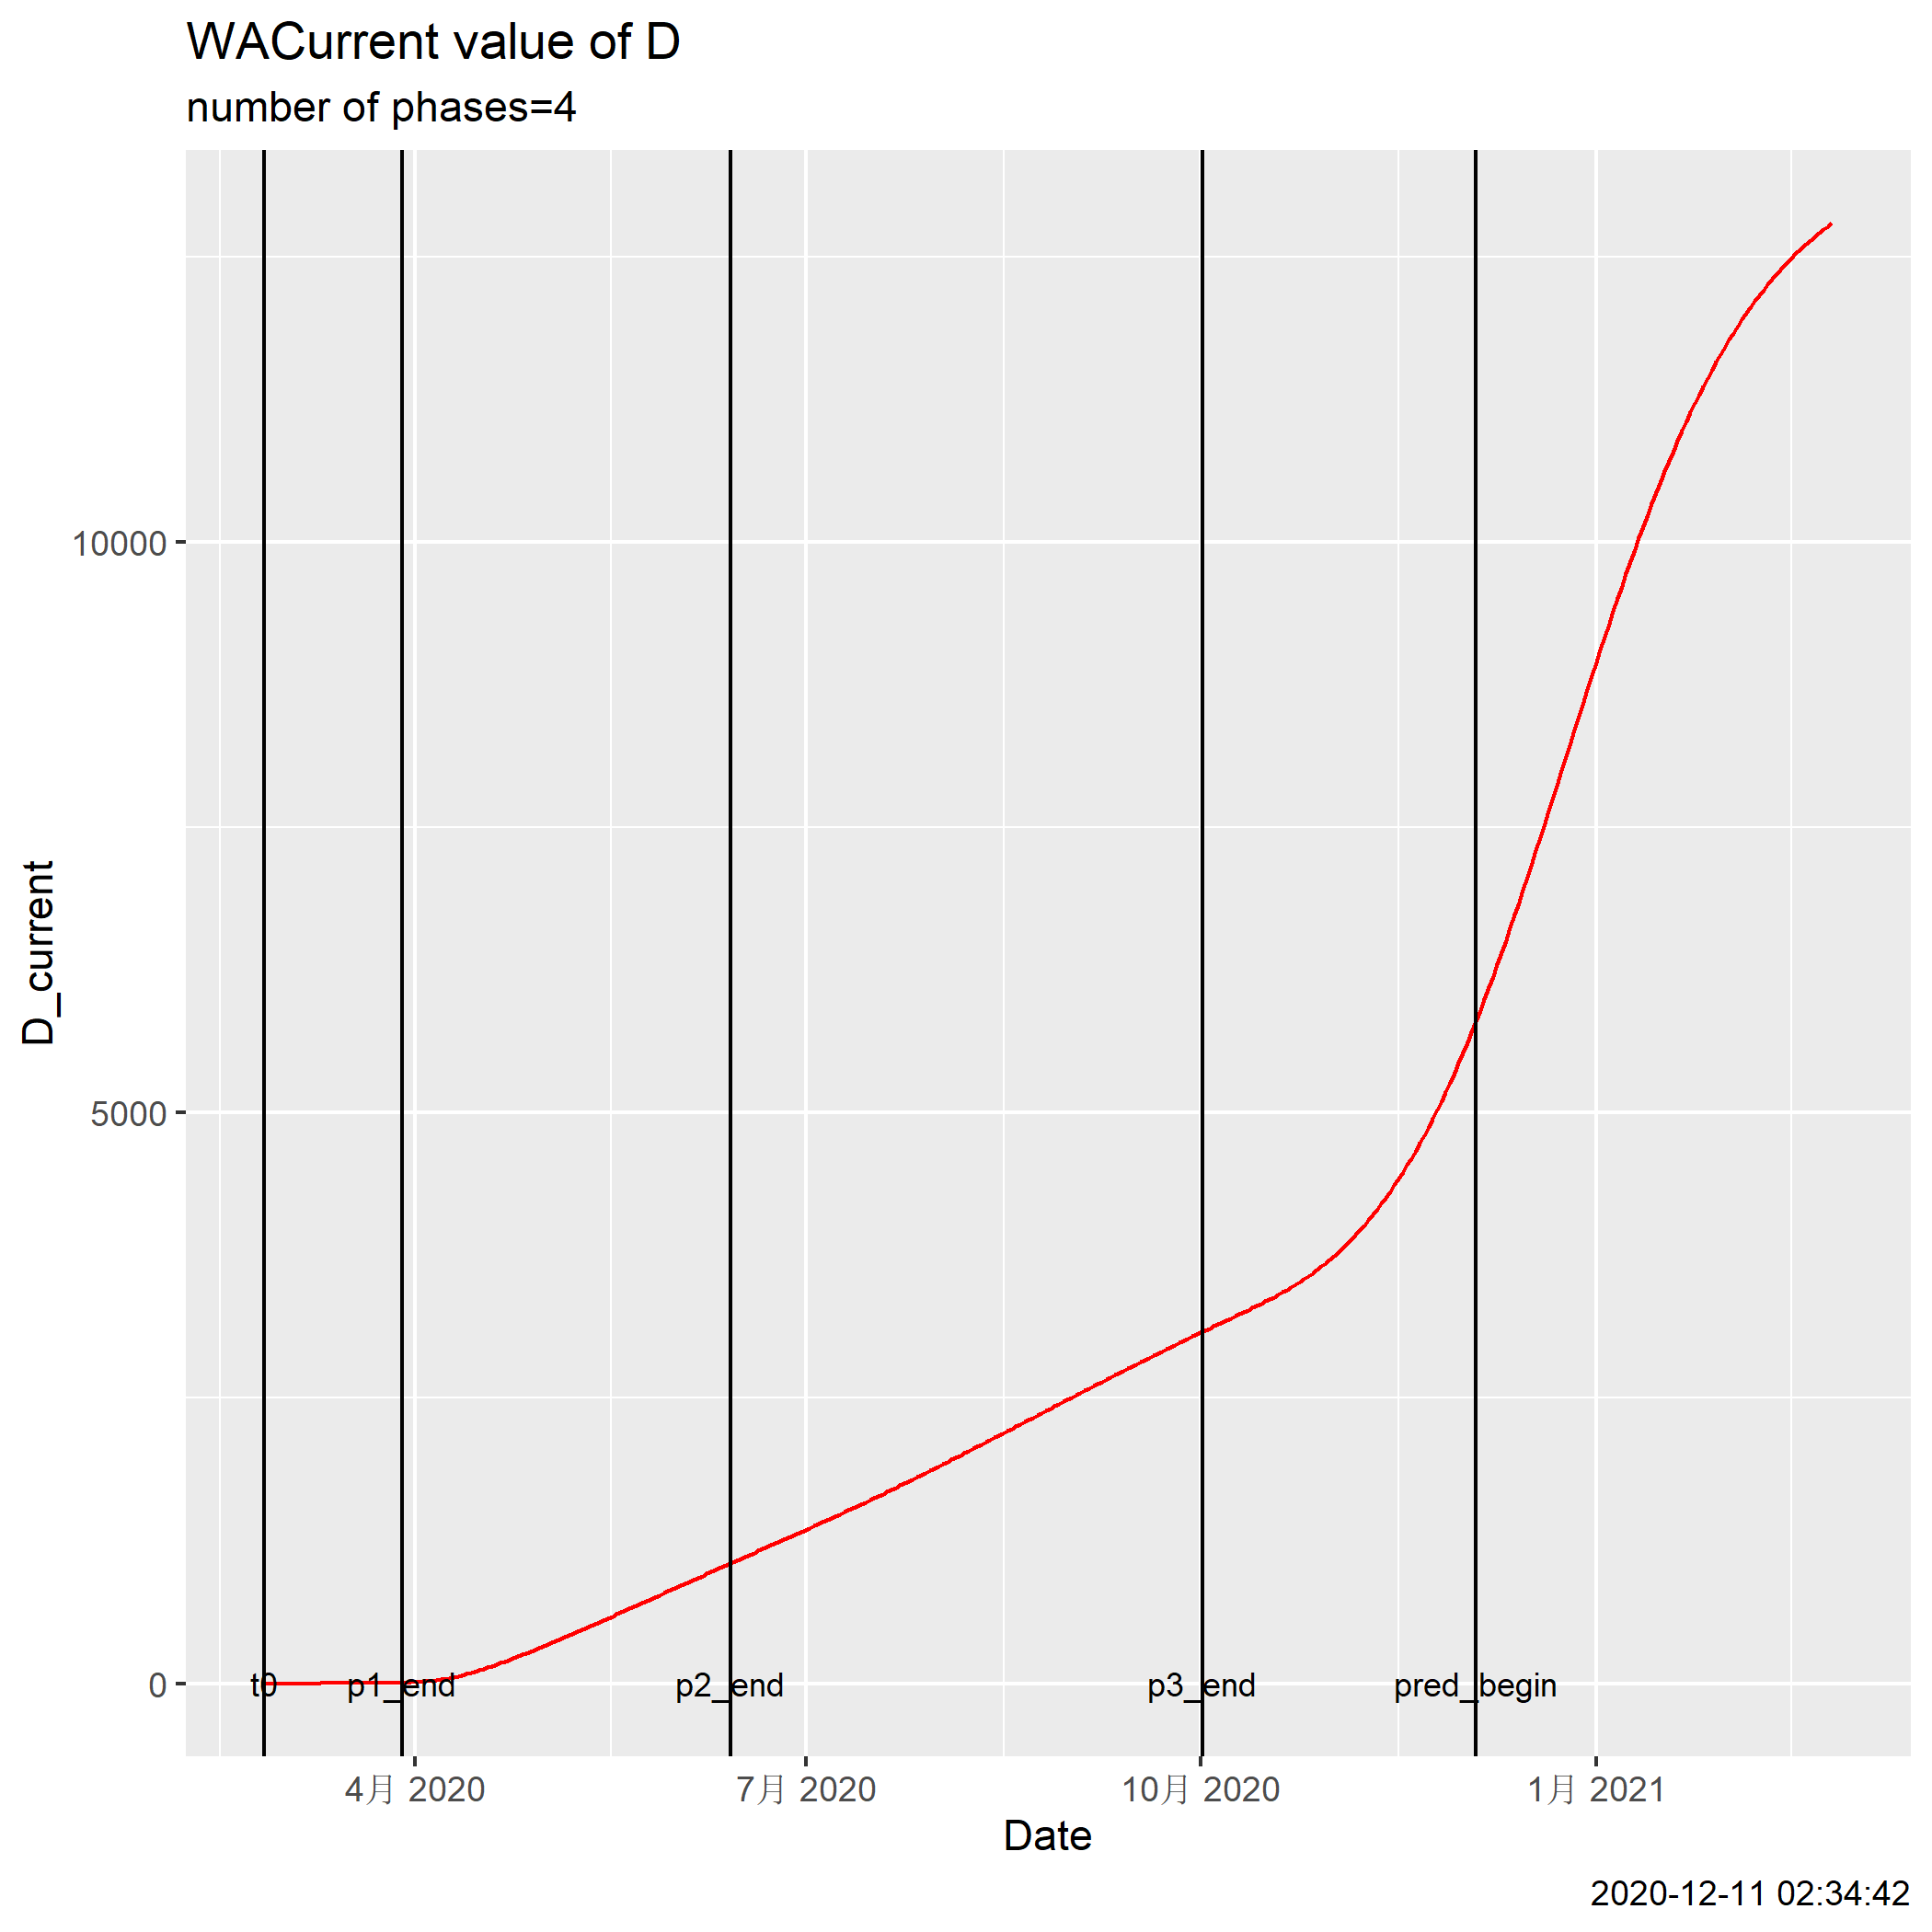 WACurrent value of D
number of phases=4
10000
5000
0
D_current
t0
p1_end
p2_end
p3_end
pred_begin
4月 2020
7月 2020
10月 2020
1月 2021
Date
2020-12-11 02:34:42